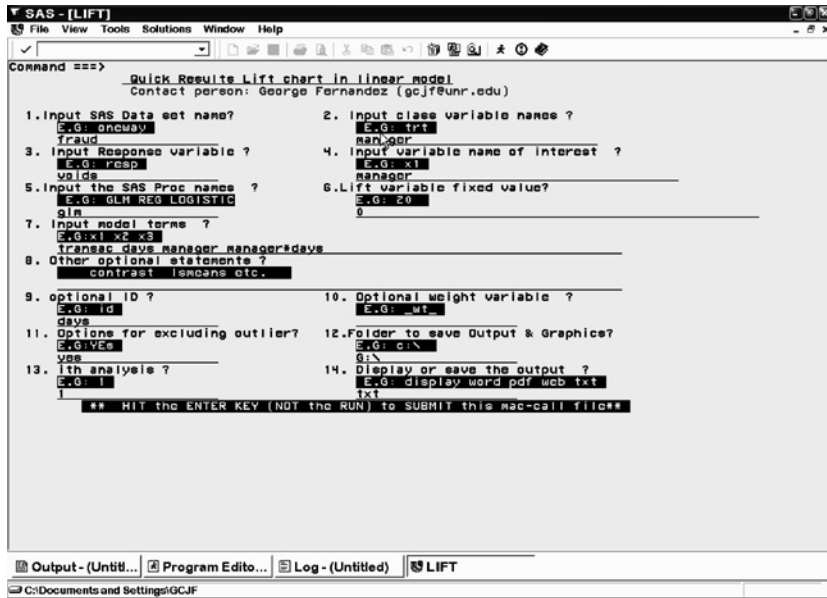 SAS - [LIFT]
File View Tools Solutions Window Help
Command ===>
Quick Results Lift chart in linear model
Contact person: George Fernandez (gcjf@unr.edu)
1.Input SAS Data set name? 2. Input class variable names ?
E.G: oneway E.G: trt
fraud manager
3. Input Response variable ? 4. Input variable name of interest ?
E.G: resp E.G: x1
voids manager
5.Input the SAS Proc names ? 6.Lift variable fixed value?
E.G: GLM REG LOGISTIC E.G: 20
glm 0
7. Input model terms ?
E.G:x1 x2 x3
transac days manager manager*days
8. Other optional statements ?
contrast lsmeans etc.
9. optional ID ? 10. Optional weight variable ?
E.G: id E.G: _wt_
days
11. Options for excluding outlier? 12.Folder to save Output & Graphics?
E.G:YEs E.G: c:\
yes G:\
13. ith analysis ? 14. Display or save the output ?
E.G: 1 E.G: display word pdf web txt
1 txt
** HIT the ENTER KEY (NOT the RUN) to SUBMIT this mac-call file**
Output - (Untitl... Program Edito... Log - (Untitled) LIFT
C:\Documents and Settings\GCJF